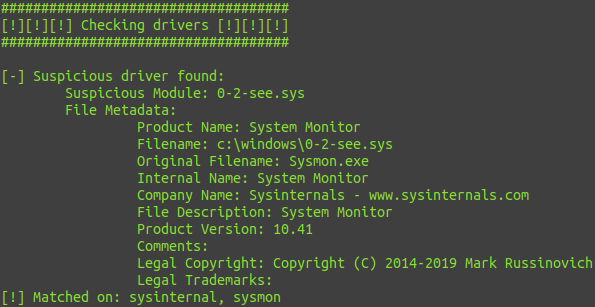 ####################################
[!][!][!] Checking drivers [!][!][!]
####################################
[-] Suspicious driver found:
Suspicious Module: 0-2-see.sys
File Metadata:
Product Name: System Monitor
Filename: c:\windows\0-2-see.sys
Original Filename: Sysmon.exe
Internal Name: System Monitor
Company Name: Sysinternals - www.sysinternals.com
File Description: System Monitor
Product Version: 10.41
Comments:
Legal Copyright: Copyright (C) 2014-2019 Mark Russinovich
Legal Trademarks:
[!] Matched on: sysinternal, sysmon